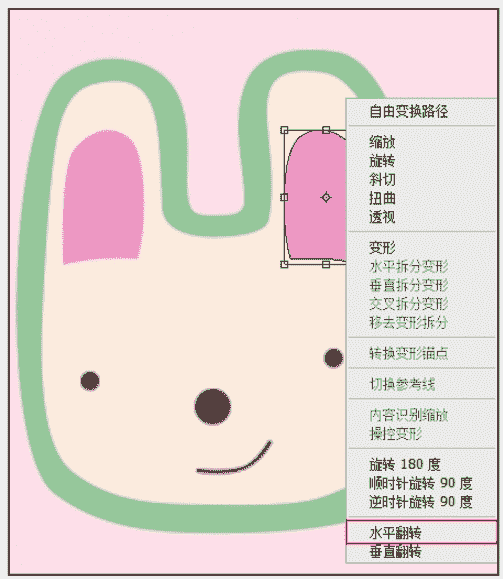 自由变换路径
缩放
旋转
斜切
扭曲
透视
变形
水平拆分变形
垂直拆分变形
交叉拆分变形
移去变形拆分
转换变形锚点
切换参考线
内容识别缩放
操控变形
旋转 180 度
顺时针旋转 90 度
逆时针旋转 90 度
水平翻转
垂直翻转